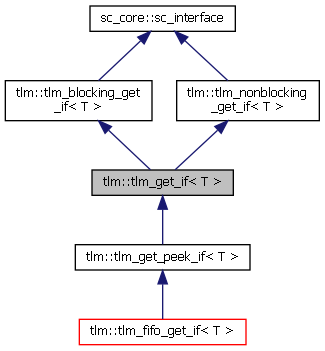 sc_core::sc_interface
tlm::tlm_blocking_get
_if< T >
tlm::tlm_nonblocking
_get_if< T >
tlm::tlm_get_if< T >
tlm::tlm_get_peek_if< T >
tlm::tlm_fifo_get_if< T >